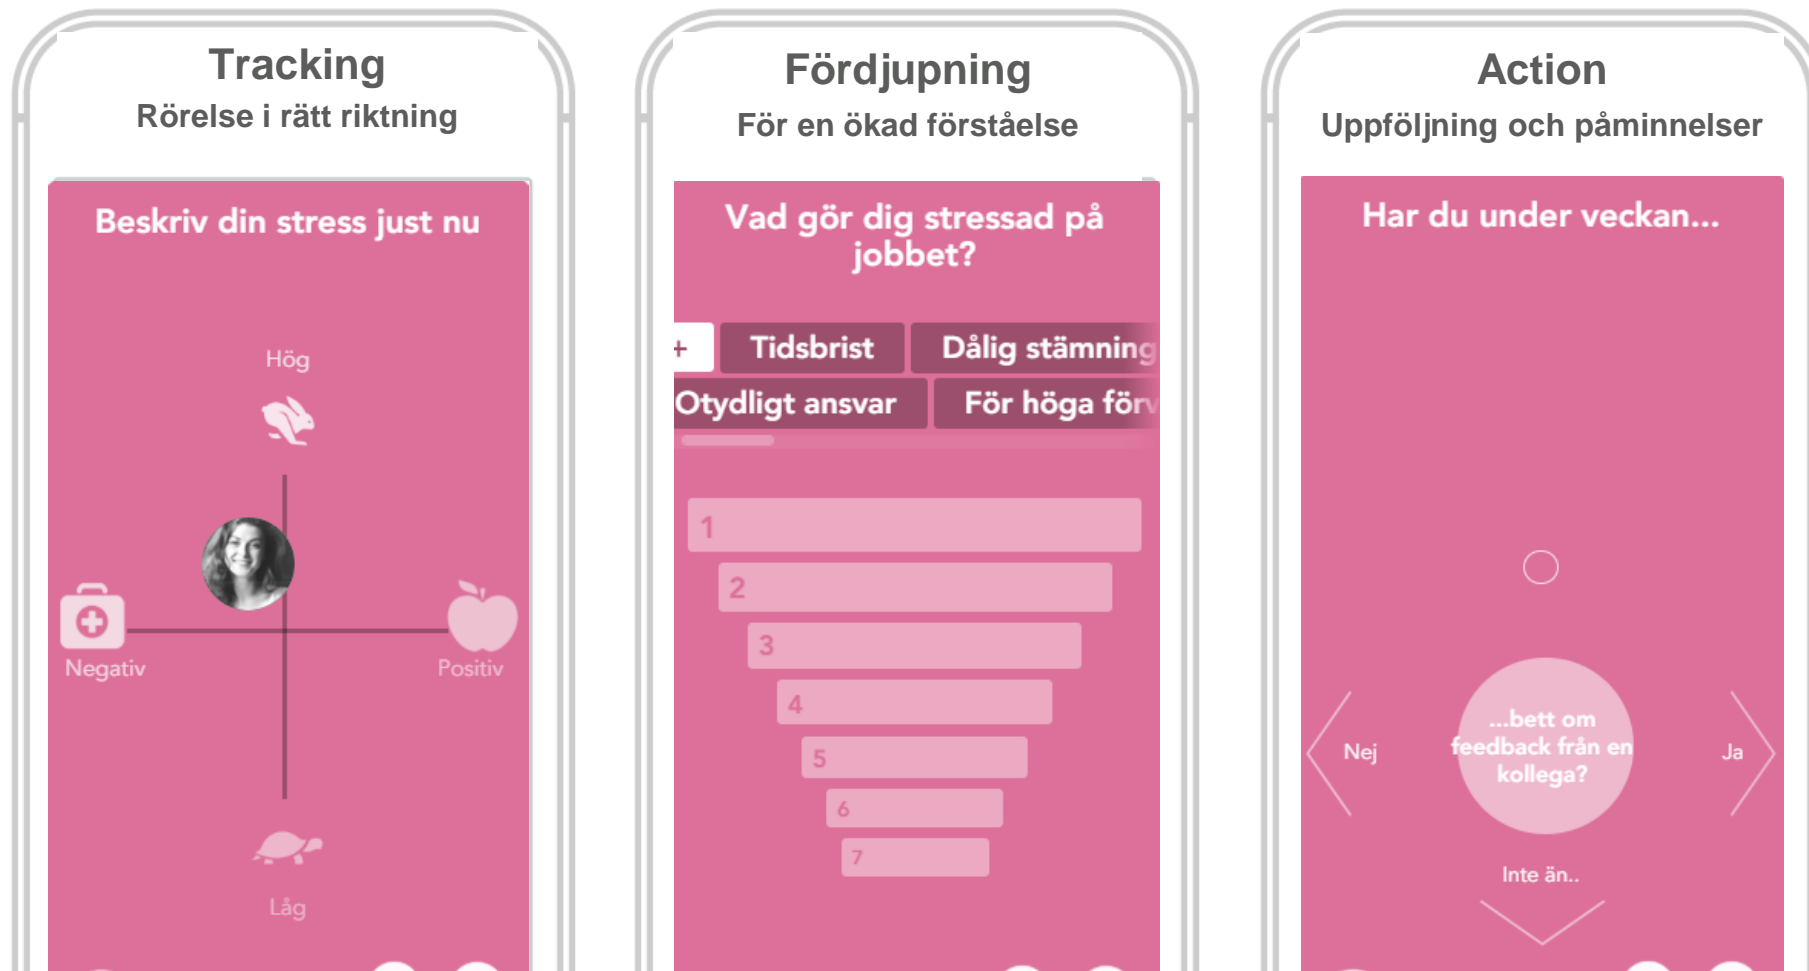 Tracking
Rörelse i rätt riktning
Beskriv din stress just nu
Hög
Negativ
Positiv
Låg
Fördjupning
För en ökad förståelse
Vad gör dig stressad på
jobbet?
+ Tidsbrist Dålig stämning
Otydligt ansvar För höga förv
1
2
3
4
5
6
7
Action
Uppföljning och påminnelser
Har du under veckan...
...bett om
feedback från en
kollega?
Nej
Ja
Inte än..